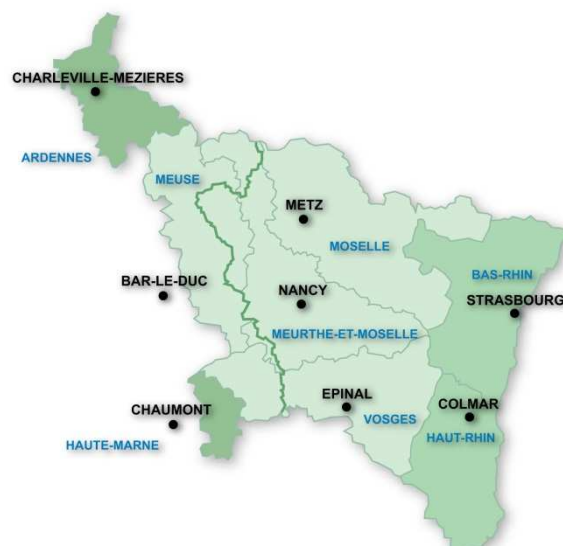 CHARLEVILLE-MEZIERES
ARDENNES
MEUSE
METZ
MOSELLE
BAS-RHIN
BAR-LE-DUC
NANCY
STRASBOURG
MEURTHE-ET-MOSELLE
EPINAL
CHAUMONT
VOSGES
COLMAR
HAUTE-MARNE
HAUT-RHIN